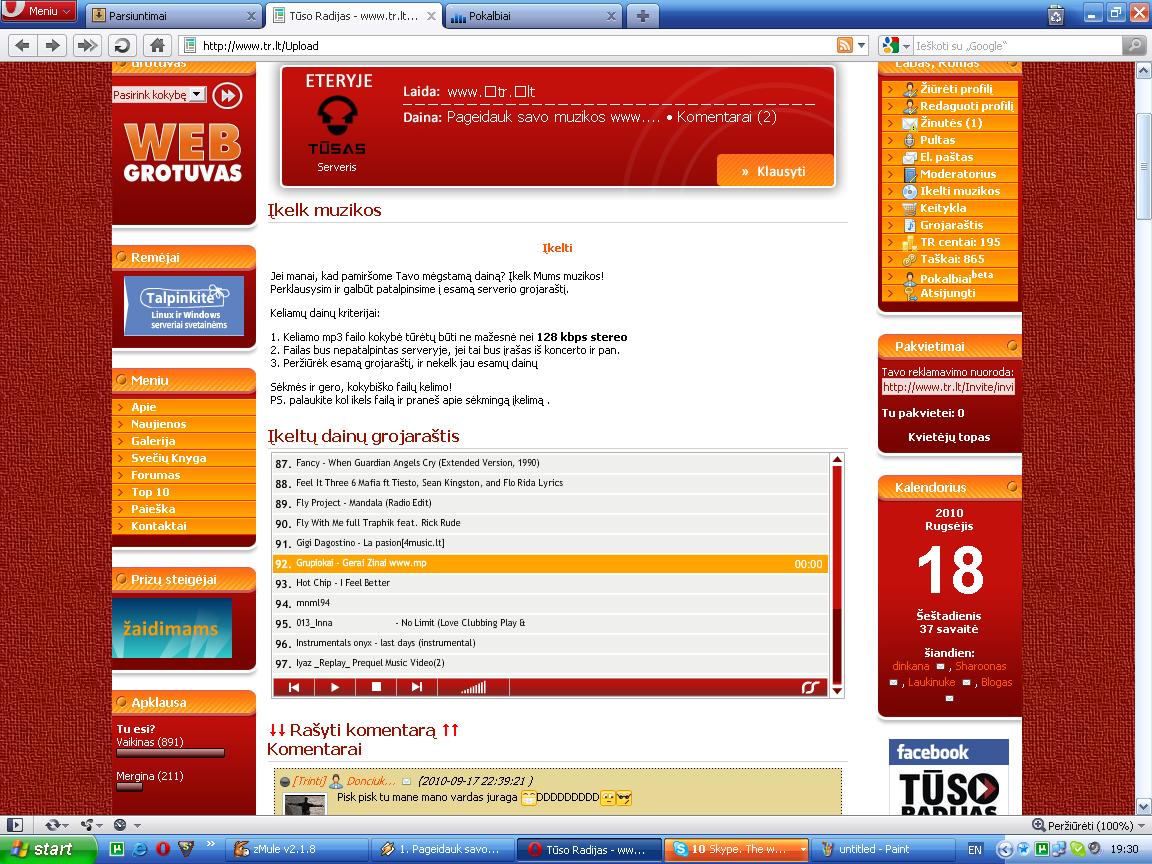 Meniu
Parsiuntimai
Tūso Radijas - www.tr.lt...
Pokalbiai
http://www.tr.lt/Upload
Ieškoti su „Google“
Grotuvas
Pasirink kokybę
WEB
GROTUVAS
Rėmėjai
Talpinkite
Linux ir Windows
serveriai svetainėms
Meniu
Apie
Naujienos
Galerija
Svečių Knyga
Forumas
Top 10
Paieška
Kontaktai
Prizų steigėjai
žaidimams
Apklausa
Tu esi?
Vaikinas (891)
Mergina (211)
ETERYJE
TŪSAS
Serveris
Laida: www.□tr.□lt
Daina: Pageidauk savo muzikos www.... • Komentarai (2)
» Klausyti
Įkelk muzikos
Įkelti
Jei manai, kad pamiršome Tavo mėgstamą dainą? Įkelk Mums muzikos!
Perklausysim ir galbūt patalpinsime į esamą serverio grojaraštį.
Keliamų dainų kriterijai:
1. Keliamo mp3 failo kokybė tūrėtų būti ne mažesnė nei 128 kbps stereo
2. Failas bus nepatalpintas serveryje, jei tai bus įrašas iš koncerto ir pan.
3. Peržiūrėk esamą grojaraštį, ir nekelk jau esamų dainų
Sėkmės ir gero, kokybiško failų kėlimo!
PS. palaukite kol ikels failą ir praneš apie sėkmingą įkelimą .
Įkeltų dainų grojaraštis
87. Fancy - When Guardian Angels Cry (Extended Version, 1990)
88. Feel It Three 6 Mafia ft Tiesto, Sean Kingston, and Flo Rida Lyrics
89. Fly Project - Mandala (Radio Edit)
90. Fly With Me full Traphik feat. Rick Rude
91. Gigi Dagostino - La pasion[4music.lt]
92. Grupiokai - Gerai Zinai www.mp 00:00
93. Hot Chip - I Feel Better
94. mnml94
95. 013_Inna - No Limit (Love Clubbing Play &
96. Instrumentals onyx - last days (instrumental)
97. Iyaz _Replay_ Prequel Music Video(2)
↓↓ Rašyti komentarą ↑↑
Komentarai
[Trinti] Donciuk... (2010-09-17 22:39:21 )
Pisk pisk tu mane mano vardas juraga DDDDDDDDD
Labas, Romas
Žiūrėti profilį
Redaguoti profilį
Žinutės (1)
Pultas
El. paštas
Moderatorius
Įkelti muzikos
Keitykla
Grojaraštis
TR centai: 195
Taškai: 865
Pokalbiai beta
Atsijungti
Pakvietimai
Tavo reklamavimo nuoroda:
http://www.tr.lt/Invite/invi
Tu pakvietei: 0
Kvietėjų topas
Kalendorius
2010
Rugsėjis
18
Šeštadienis
37 savaitė
šiandien:
dinkana , Sharoonas
, Laukinuke , Blogas
facebook
TŪSO
RADIJAS
Peržiūrėti (100%)
start
zMule v2.1.8
1. Pageidauk savo...
Tūso Radijas - ww...
10 Skype. The w...
untitled - Paint
EN
19:30